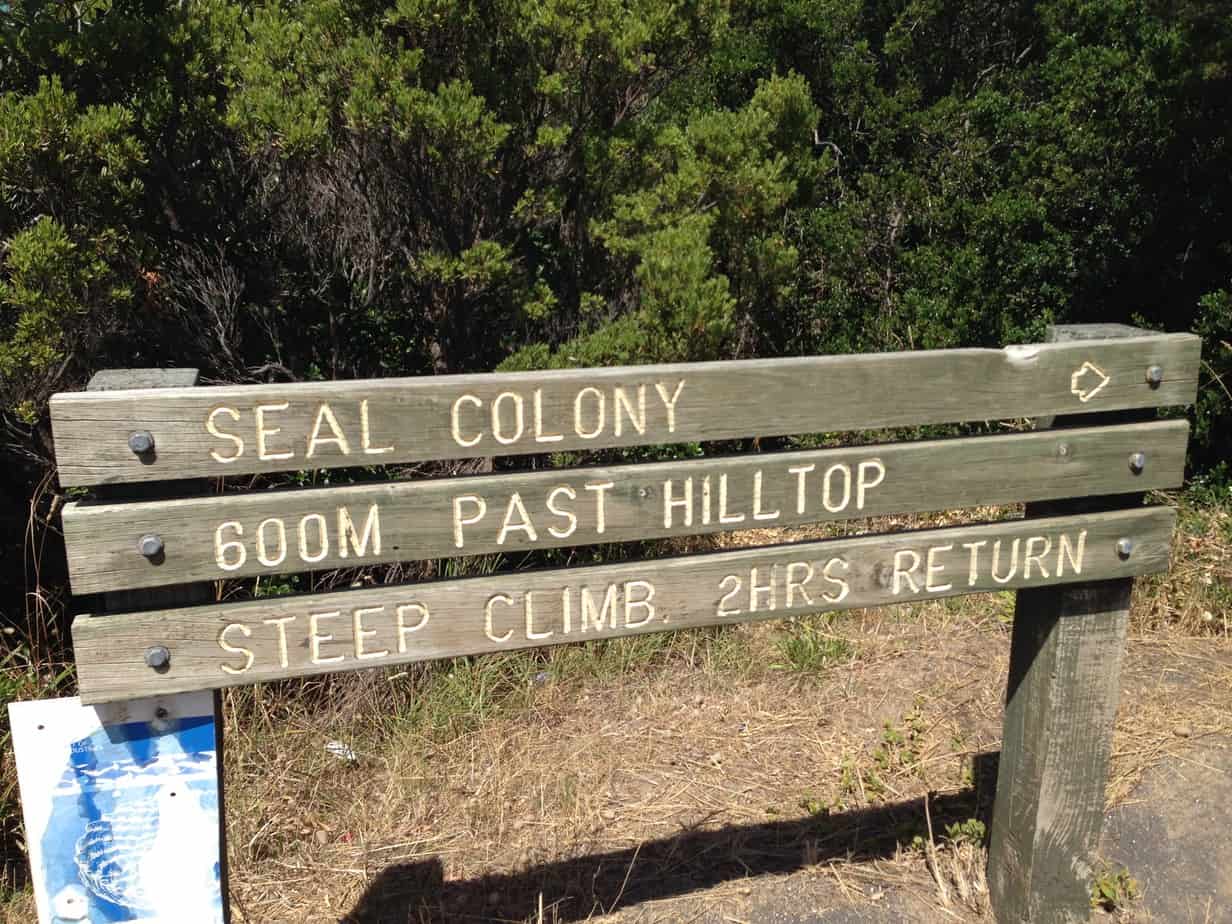 SEAL COLONY
600M PAST HILLTOP
STEEP CLIMB. 2HRS RETURN